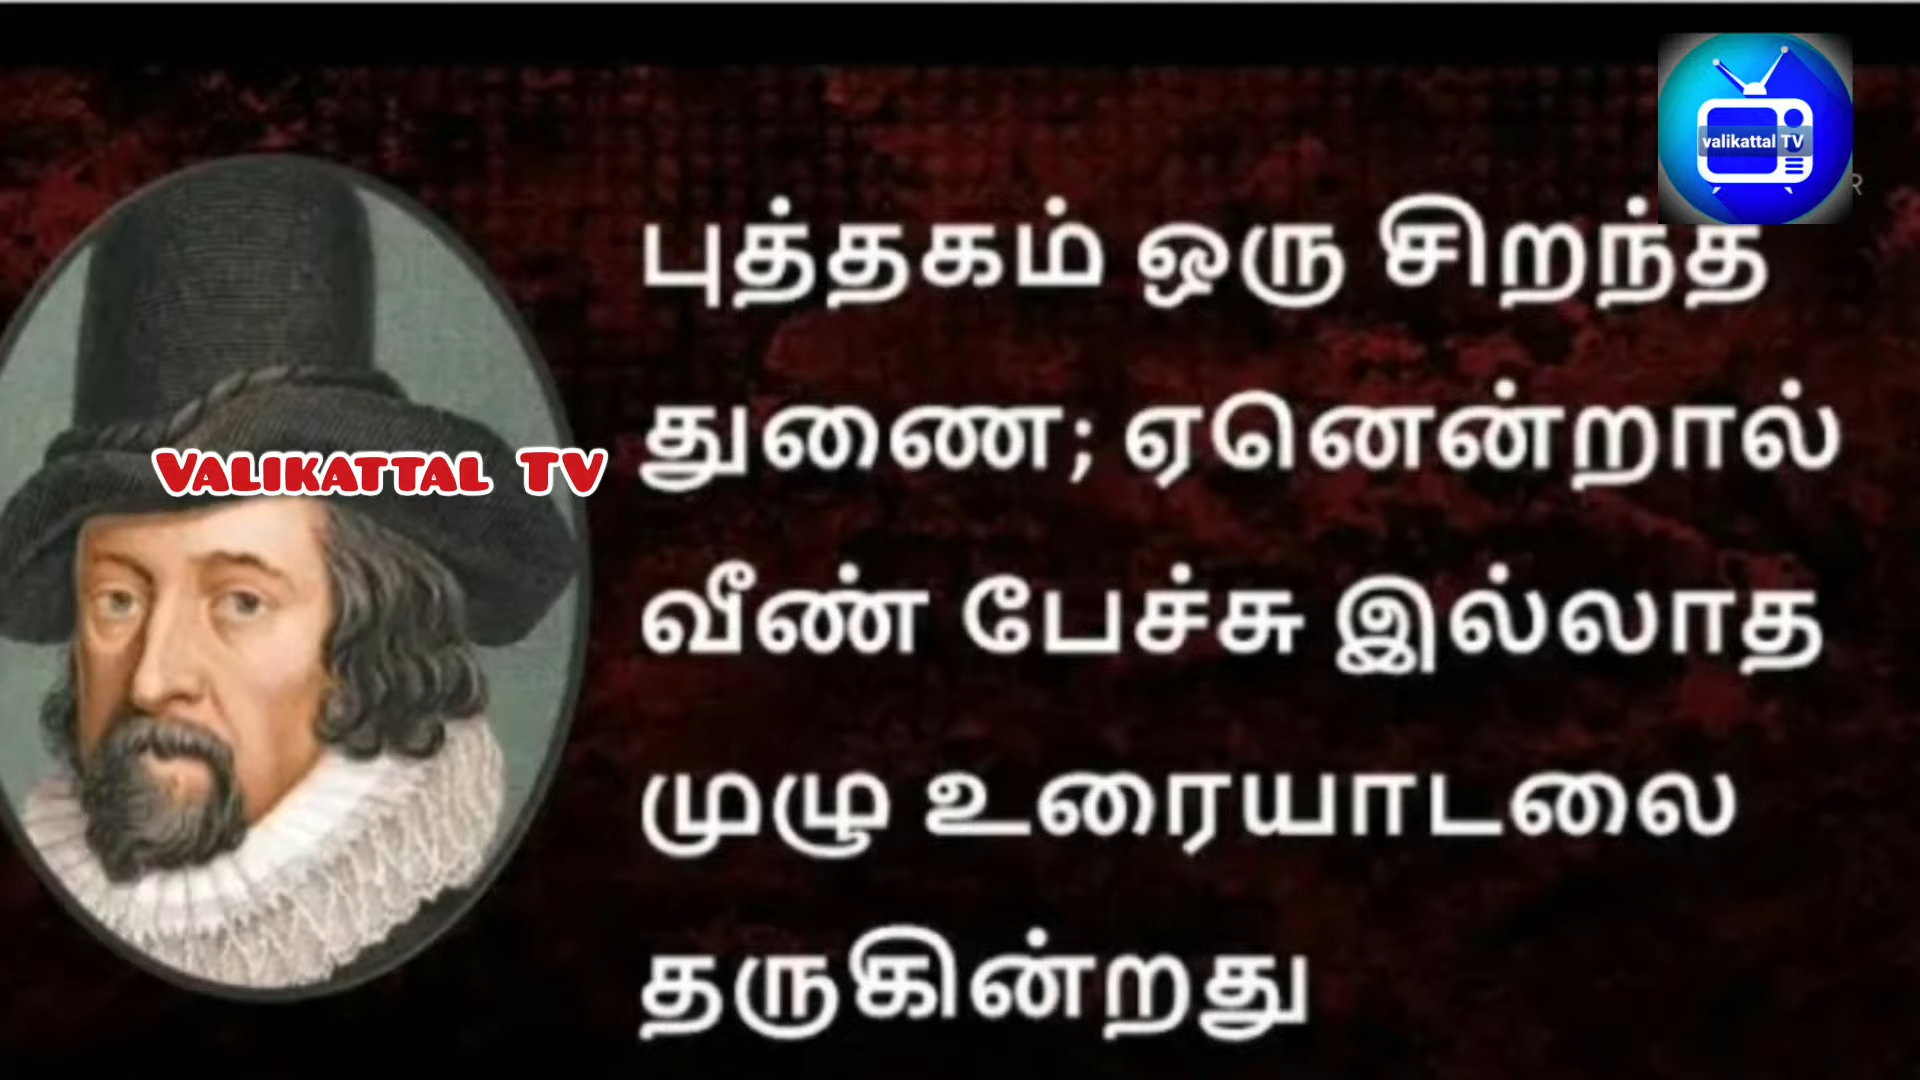 valikattal TV
R
புத்தகம் ஒரு சிறந்த
துணை; ஏனென்றால்
VALIKATTAL TV
வீண் பேச்சு இல்லாத
முழு உரையாடலை
தருகின்றது